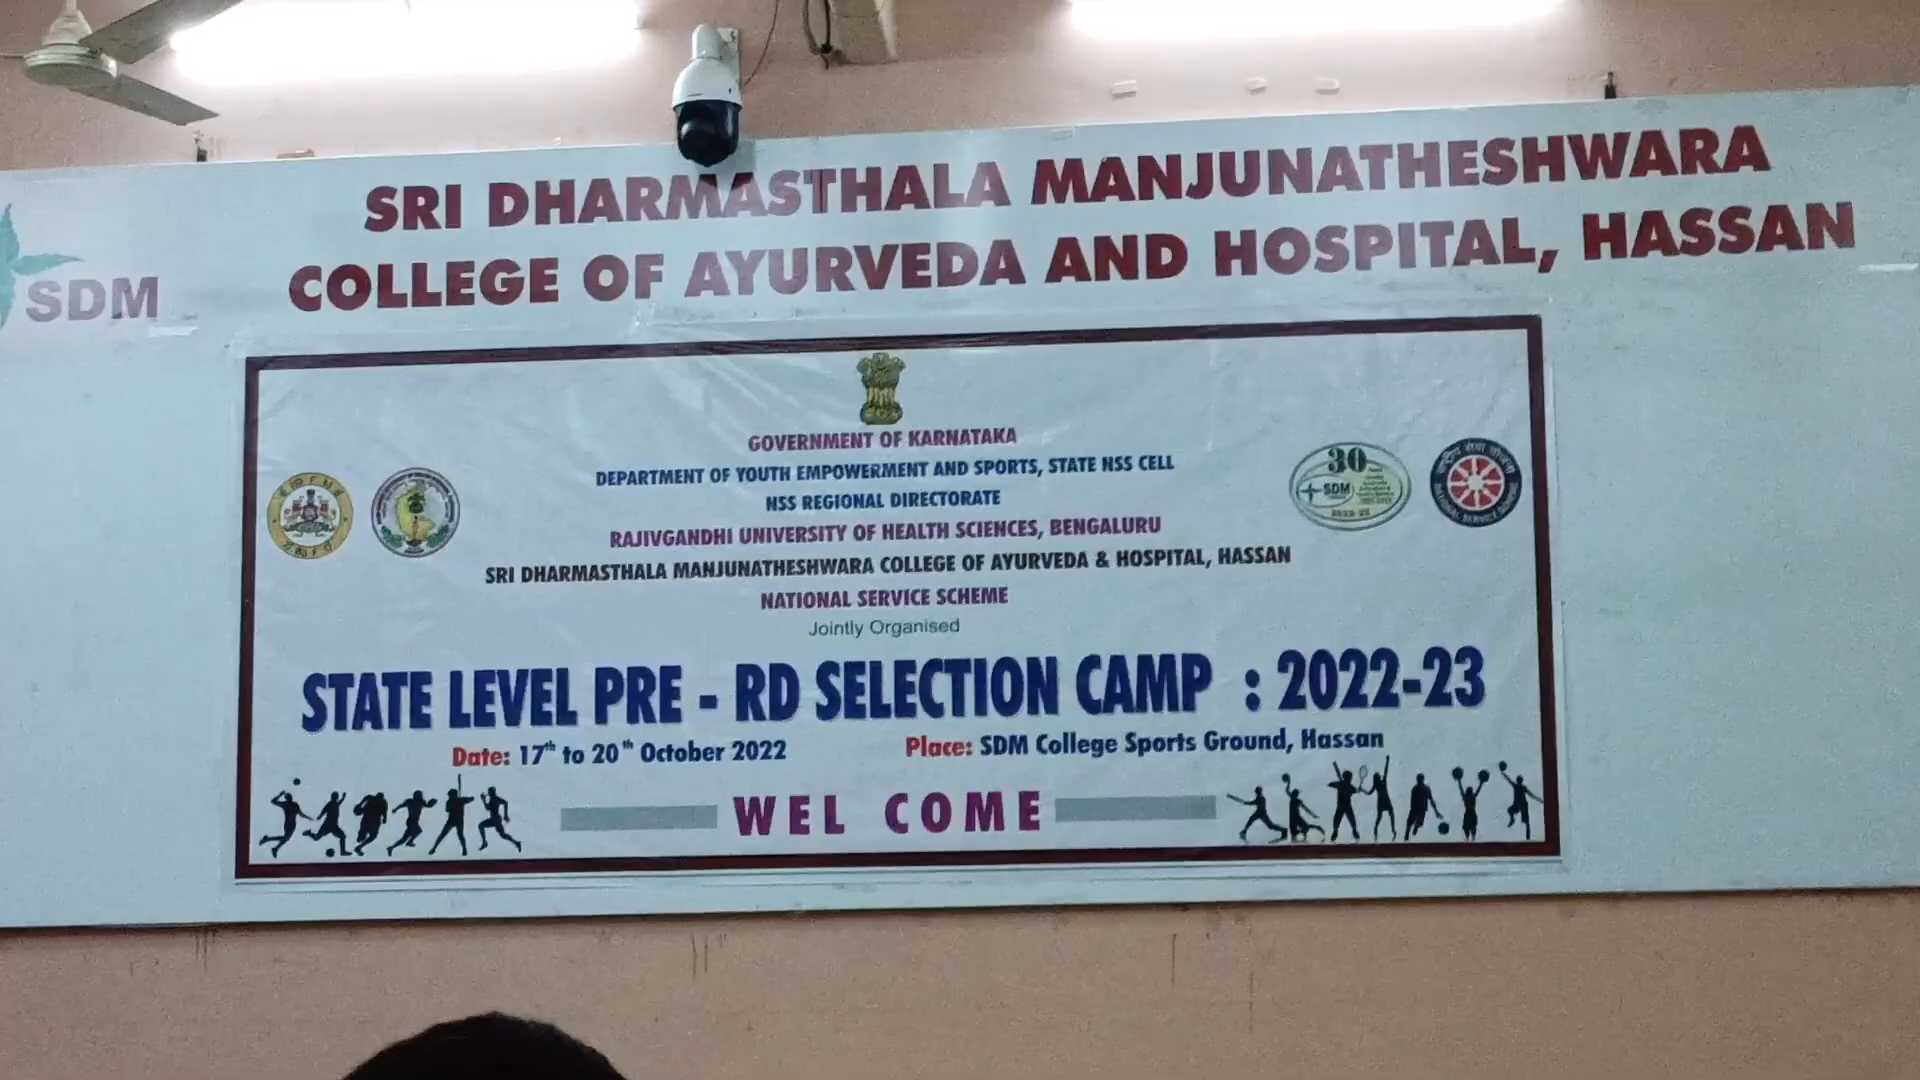 SRI DHARMASTHALA MANJUNATHESHWARA
COLLEGE OF AYURVEDA AND HOSPITAL, HASSAN
SDM
GOVERNMENT OF KARNATAKA
DEPARTMENT OF YOUTH EMPOWERMENT AND SPORTS, STATE NSS CELL
NSS REGIONAL DIRECTORATE
RAJIVGANDHI UNIVERSITY OF HEALTH SCIENCES, BENGALURU
SRI DHARMASTHALA MANJUNATHESHWARA COLLEGE OF AYURVEDA & HOSPITAL, HASSAN
NATIONAL SERVICE SCHEME
Jointly Organised
30
SDM
STATE LEVEL PRE - RD SELECTION CAMP : 2022-23
Date: 17th to 20th October 2022 Place: SDM College Sports Ground, Hassan
WEL COME